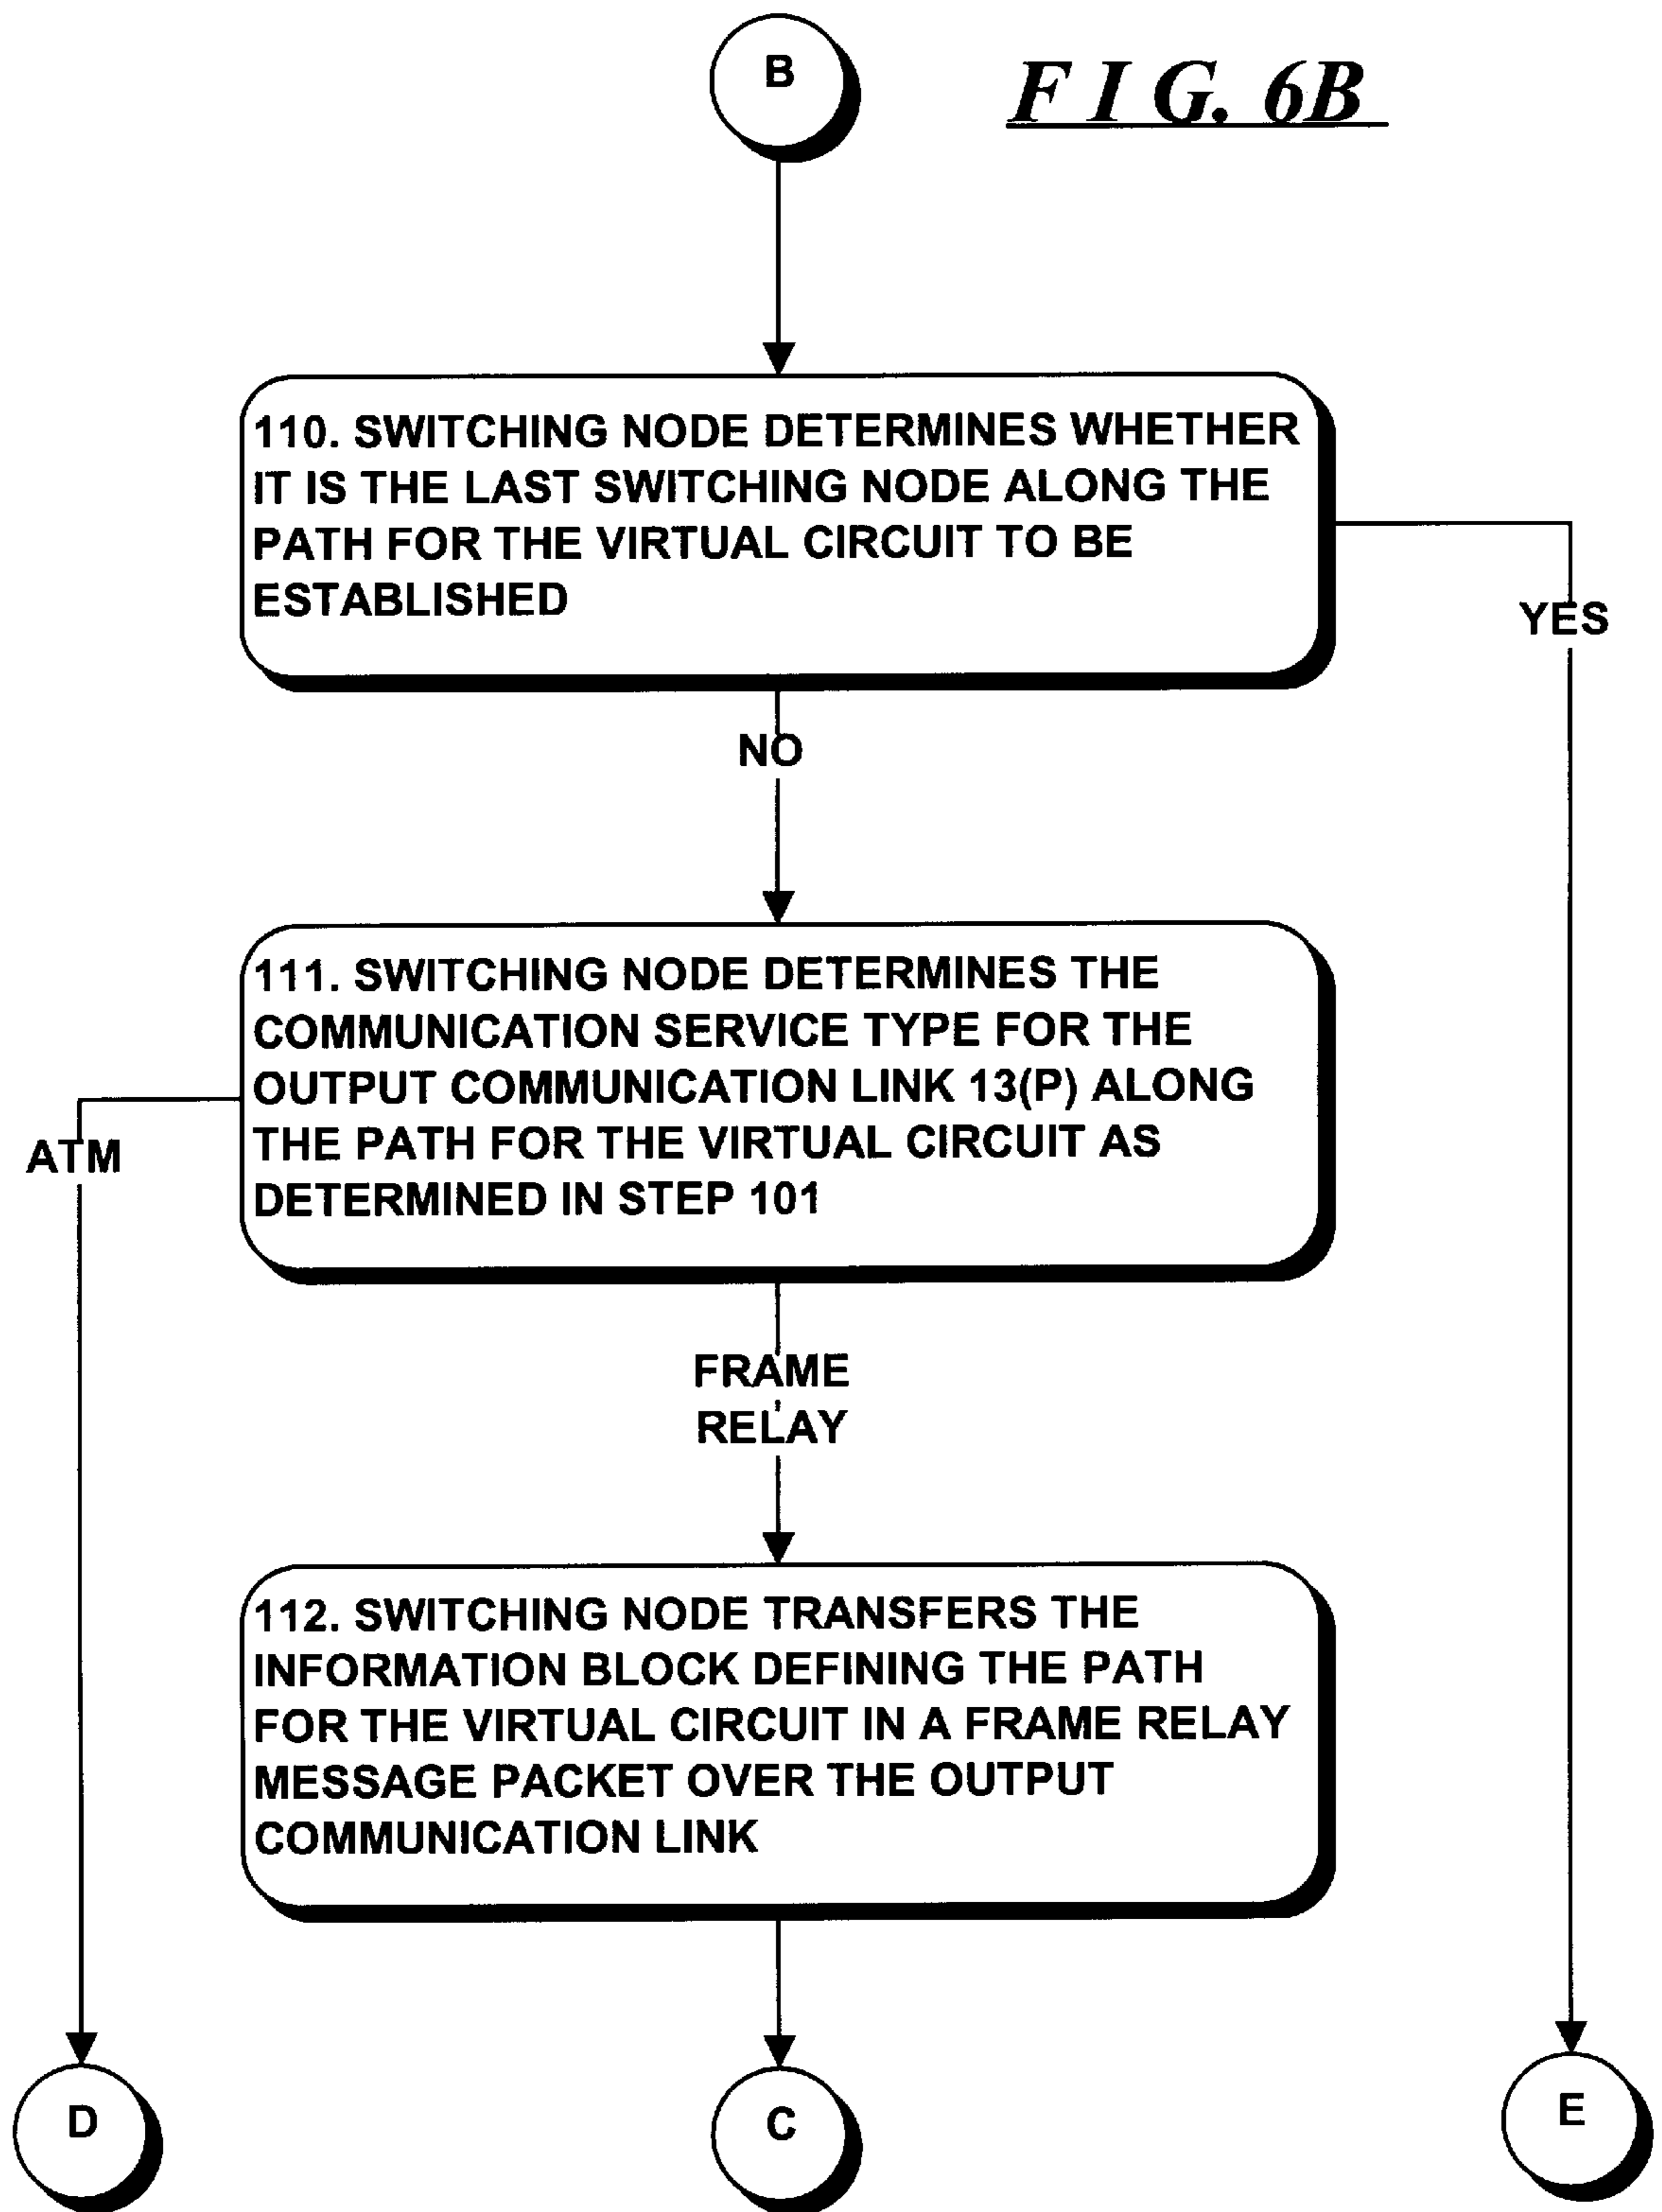 B
FIG. 6B
110. SWITCHING NODE DETERMINES WHETHER
IT IS THE LAST SWITCHING NODE ALONG THE
PATH FOR THE VIRTUAL CIRCUIT TO BE
ESTABLISHED
YES
NO
111. SWITCHING NODE DETERMINES THE
COMMUNICATION SERVICE TYPE FOR THE
OUTPUT COMMUNICATION LINK 13(P) ALONG
THE PATH FOR THE VIRTUAL CIRCUIT AS
DETERMINED IN STEP 101
ATM
FRAME
RELAY
112. SWITCHING NODE TRANSFERS THE
INFORMATION BLOCK DEFINING THE PATH
FOR THE VIRTUAL CIRCUIT IN A FRAME RELAY
MESSAGE PACKET OVER THE OUTPUT
COMMUNICATION LINK
D
C
E